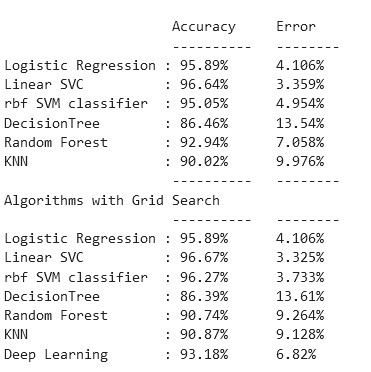 Accuracy Error
---------- --------
Logistic Regression : 95.89% 4.106%
Linear SVC : 96.64% 3.359%
rbf SVM classifier : 95.05% 4.954%
DecisionTree : 86.46% 13.54%
Random Forest : 92.94% 7.058%
KNN : 90.02% 9.976%
---------- --------
Algorithms with Grid Search
---------- --------
Logistic Regression : 95.89% 4.106%
Linear SVC : 96.67% 3.325%
rbf SVM classifier : 96.27% 3.733%
DecisionTree : 86.39% 13.61%
Random Forest : 90.74% 9.264%
KNN : 90.87% 9.128%
Deep Learning : 93.18% 6.82%